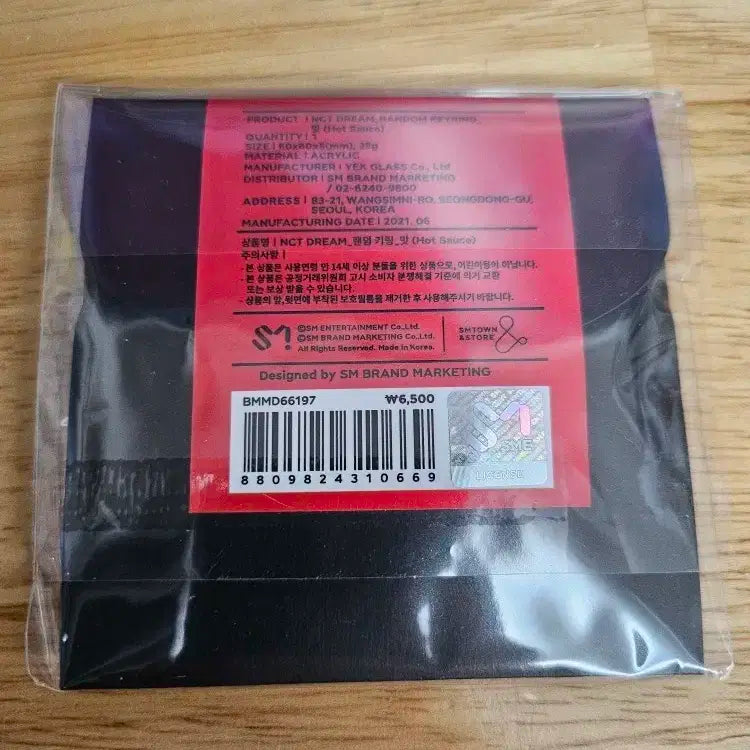 PRODUCT | NCT DREAM_RANDOM KEYRING_
맛 (Hot Sauce)
QUANTITY | 1
SIZE | 60x60x5(mm), 25g
MATERIAL | ACRYLIC
MANUFACTURER | YEK GLASS Co., Ltd
DISTRIBUTOR | SM BRAND MARKETING
/ 02-6240-9800
ADDRESS | 83-21, WANGSIMNI-RO, SEONGDONG-GU,
SEOUL, KOREA
MANUFACTURING DATE | 2021. 06
상품명 | NCT DREAM_랜덤 키링_맛 (Hot Sauce)
주의사항 |
- 본 상품은 사용연령 만 14세 이상 분들을 위한 상품으로, 어린이용이 아닙니다.
- 본 상품은 공정거래위원회 고시 소비자 분쟁해결 기준에 의거 교환
또는 보상 받을 수 있습니다.
- 상품의 앞,뒷면에 부착된 보호필름을 제거한 후 사용해주시기 바랍니다.
SM
©SM ENTERTAINMENT Co.,Ltd.
©SM BRAND MARKETING Co.,Ltd.
All Rights Reserved. Made in Korea.
SMTOWN
&STORE
Designed by SM BRAND MARKETING
BMMD66197 ₩6,500
8809824310669
SM
SME
LICENSE